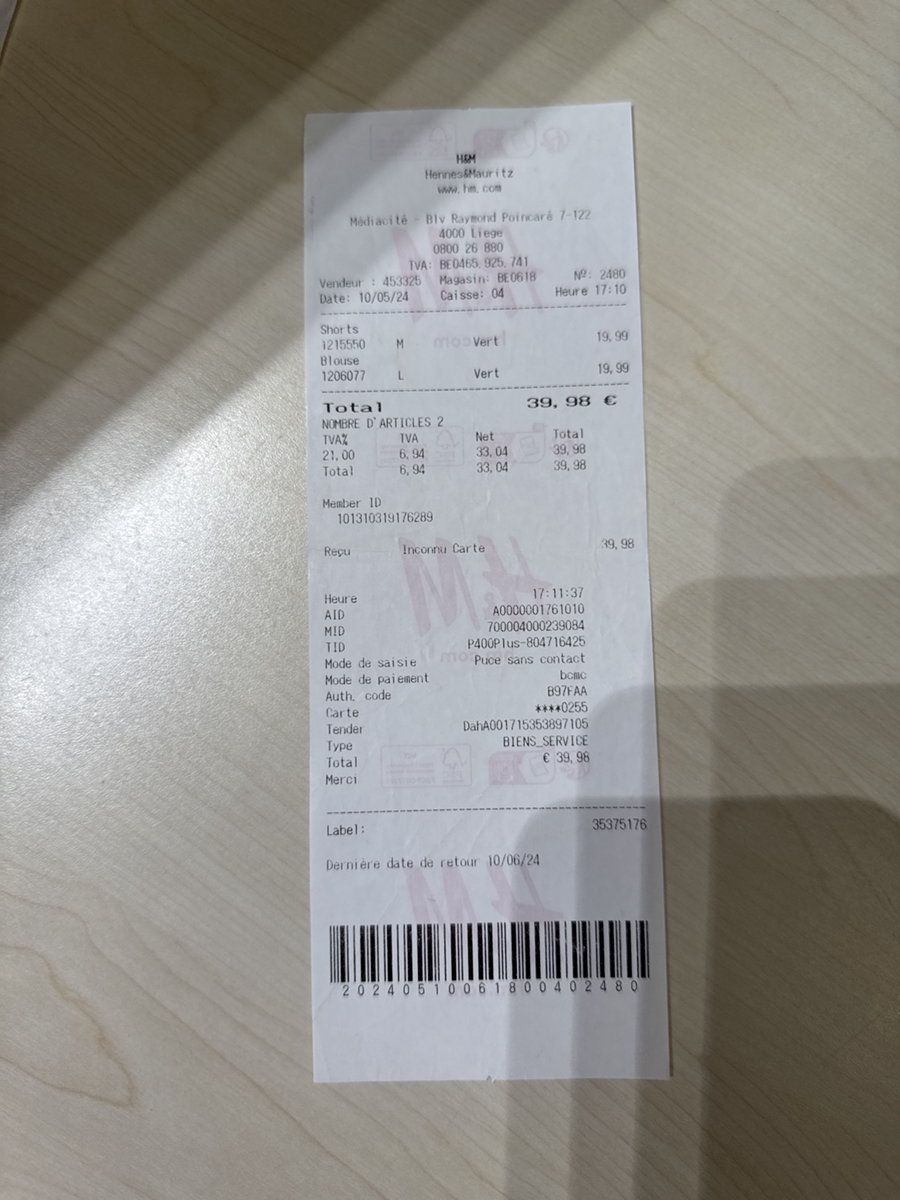 H&M
Hennes&Mauritz
www.hm.com
Médiacité - Blv Raymond Poincaré 7-122
4000 Liege
0800 26 880
TVA: BE0465.925.741
Vendeur : 453325 Magasin: BE0618 Nº: 2480
Date: 10/05/24 Caisse: 04 Heure 17:10
Shorts
1215550 M Vert 19,99
Blouse
1206077 L Vert 19,99
Total 39,98 €
NOMBRE D'ARTICLES 2
TVA% TVA Net Total
21,00 6,94 33,04 39,98
Total 6,94 33,04 39,98
Member ID
101310319176289
Reçu Inconnu Carte 39,98
Heure 17:11:37
AID A0000001761010
MID 700004000239084
TID P400Plus-804716425
Mode de saisie Puce sans contact
Mode de paiement bcmc
Auth. code B97FAA
Carte ****0255
Tender DahA001715353897105
Type BIENS_SERVICE
Total € 39,98
Merci
Label: 35375176
Dernière date de retour 10/06/24
20240510061800402480